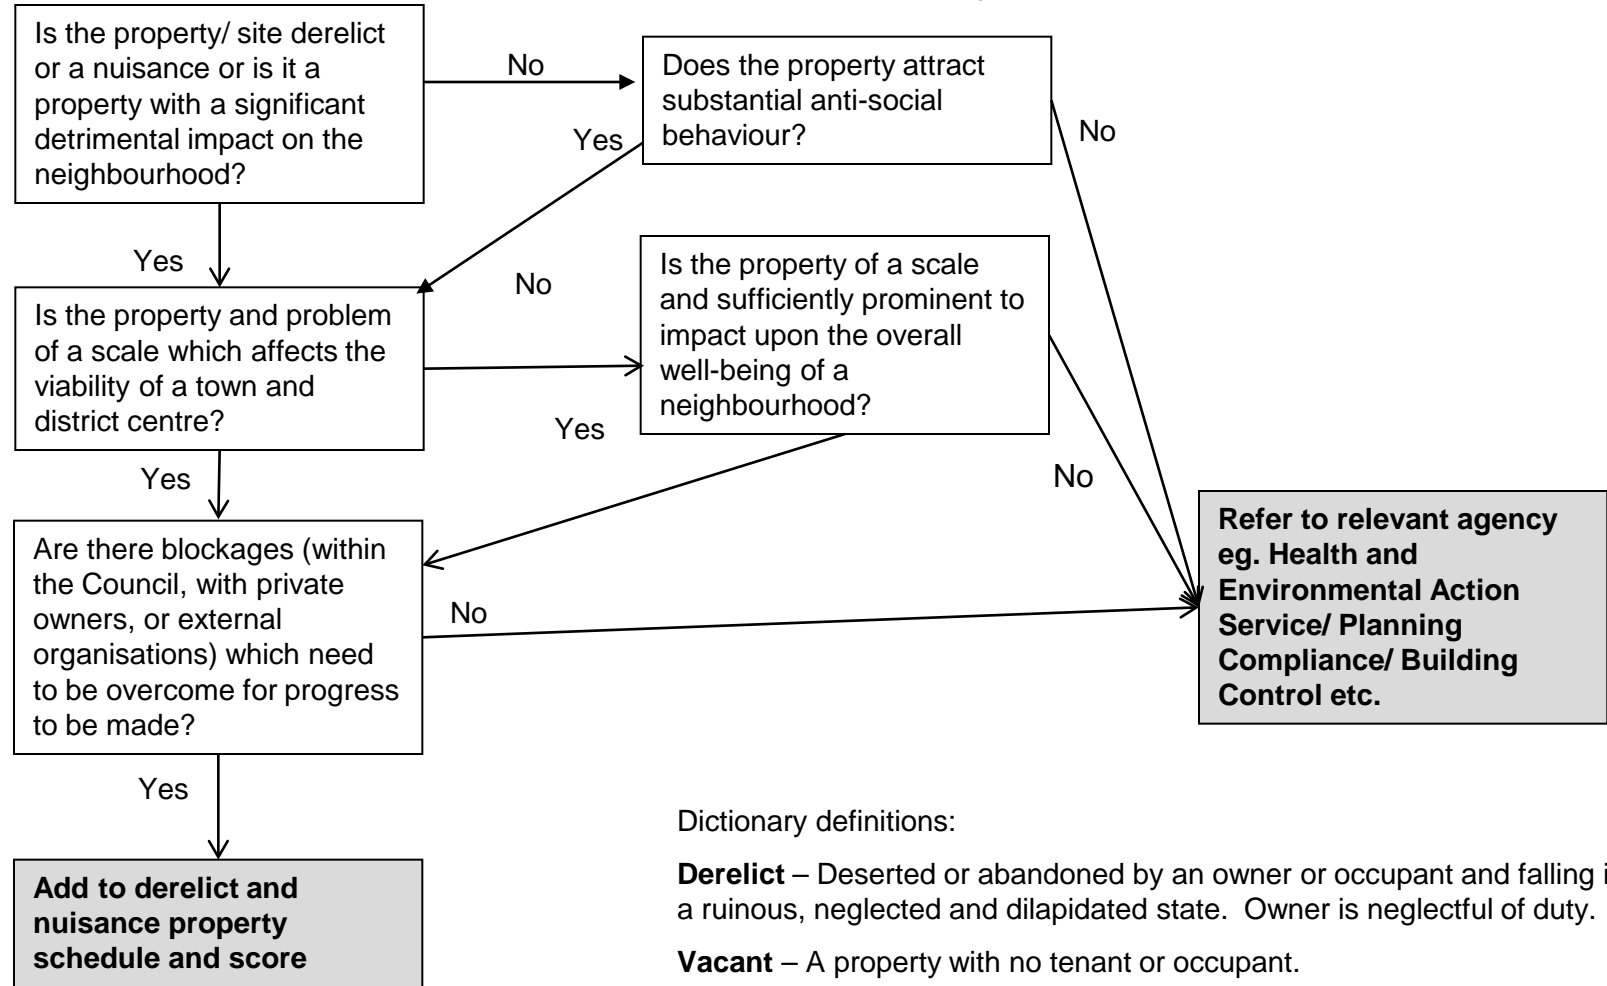 Is the property/ site derelict
or a nuisance or is it a
property with a significant
detrimental impact on the
neighbourhood?
No
Does the property attract
substantial anti-social
behaviour?
Yes
No
Yes
No
Is the property of a scale
and sufficiently prominent to
impact upon the overall
well-being of a
neighbourhood?
Is the property and problem
of a scale which affects the
viability of a town and
district centre?
Yes
Yes
No
Are there blockages (within
the Council, with private
owners, or external
organisations) which need
to be overcome for progress
to be made?
No
Refer to relevant agency
eg. Health and
Environmental Action
Service/ Planning
Compliance/ Building
Control etc.
Yes
Add to derelict and
nuisance property
schedule and score
Dictionary definitions:
Derelict – Deserted or abandoned by an owner or occupant and falling
a ruinous, neglected and dilapidated state. Owner is neglectful of duty.
Vacant – A property with no tenant or occupant.